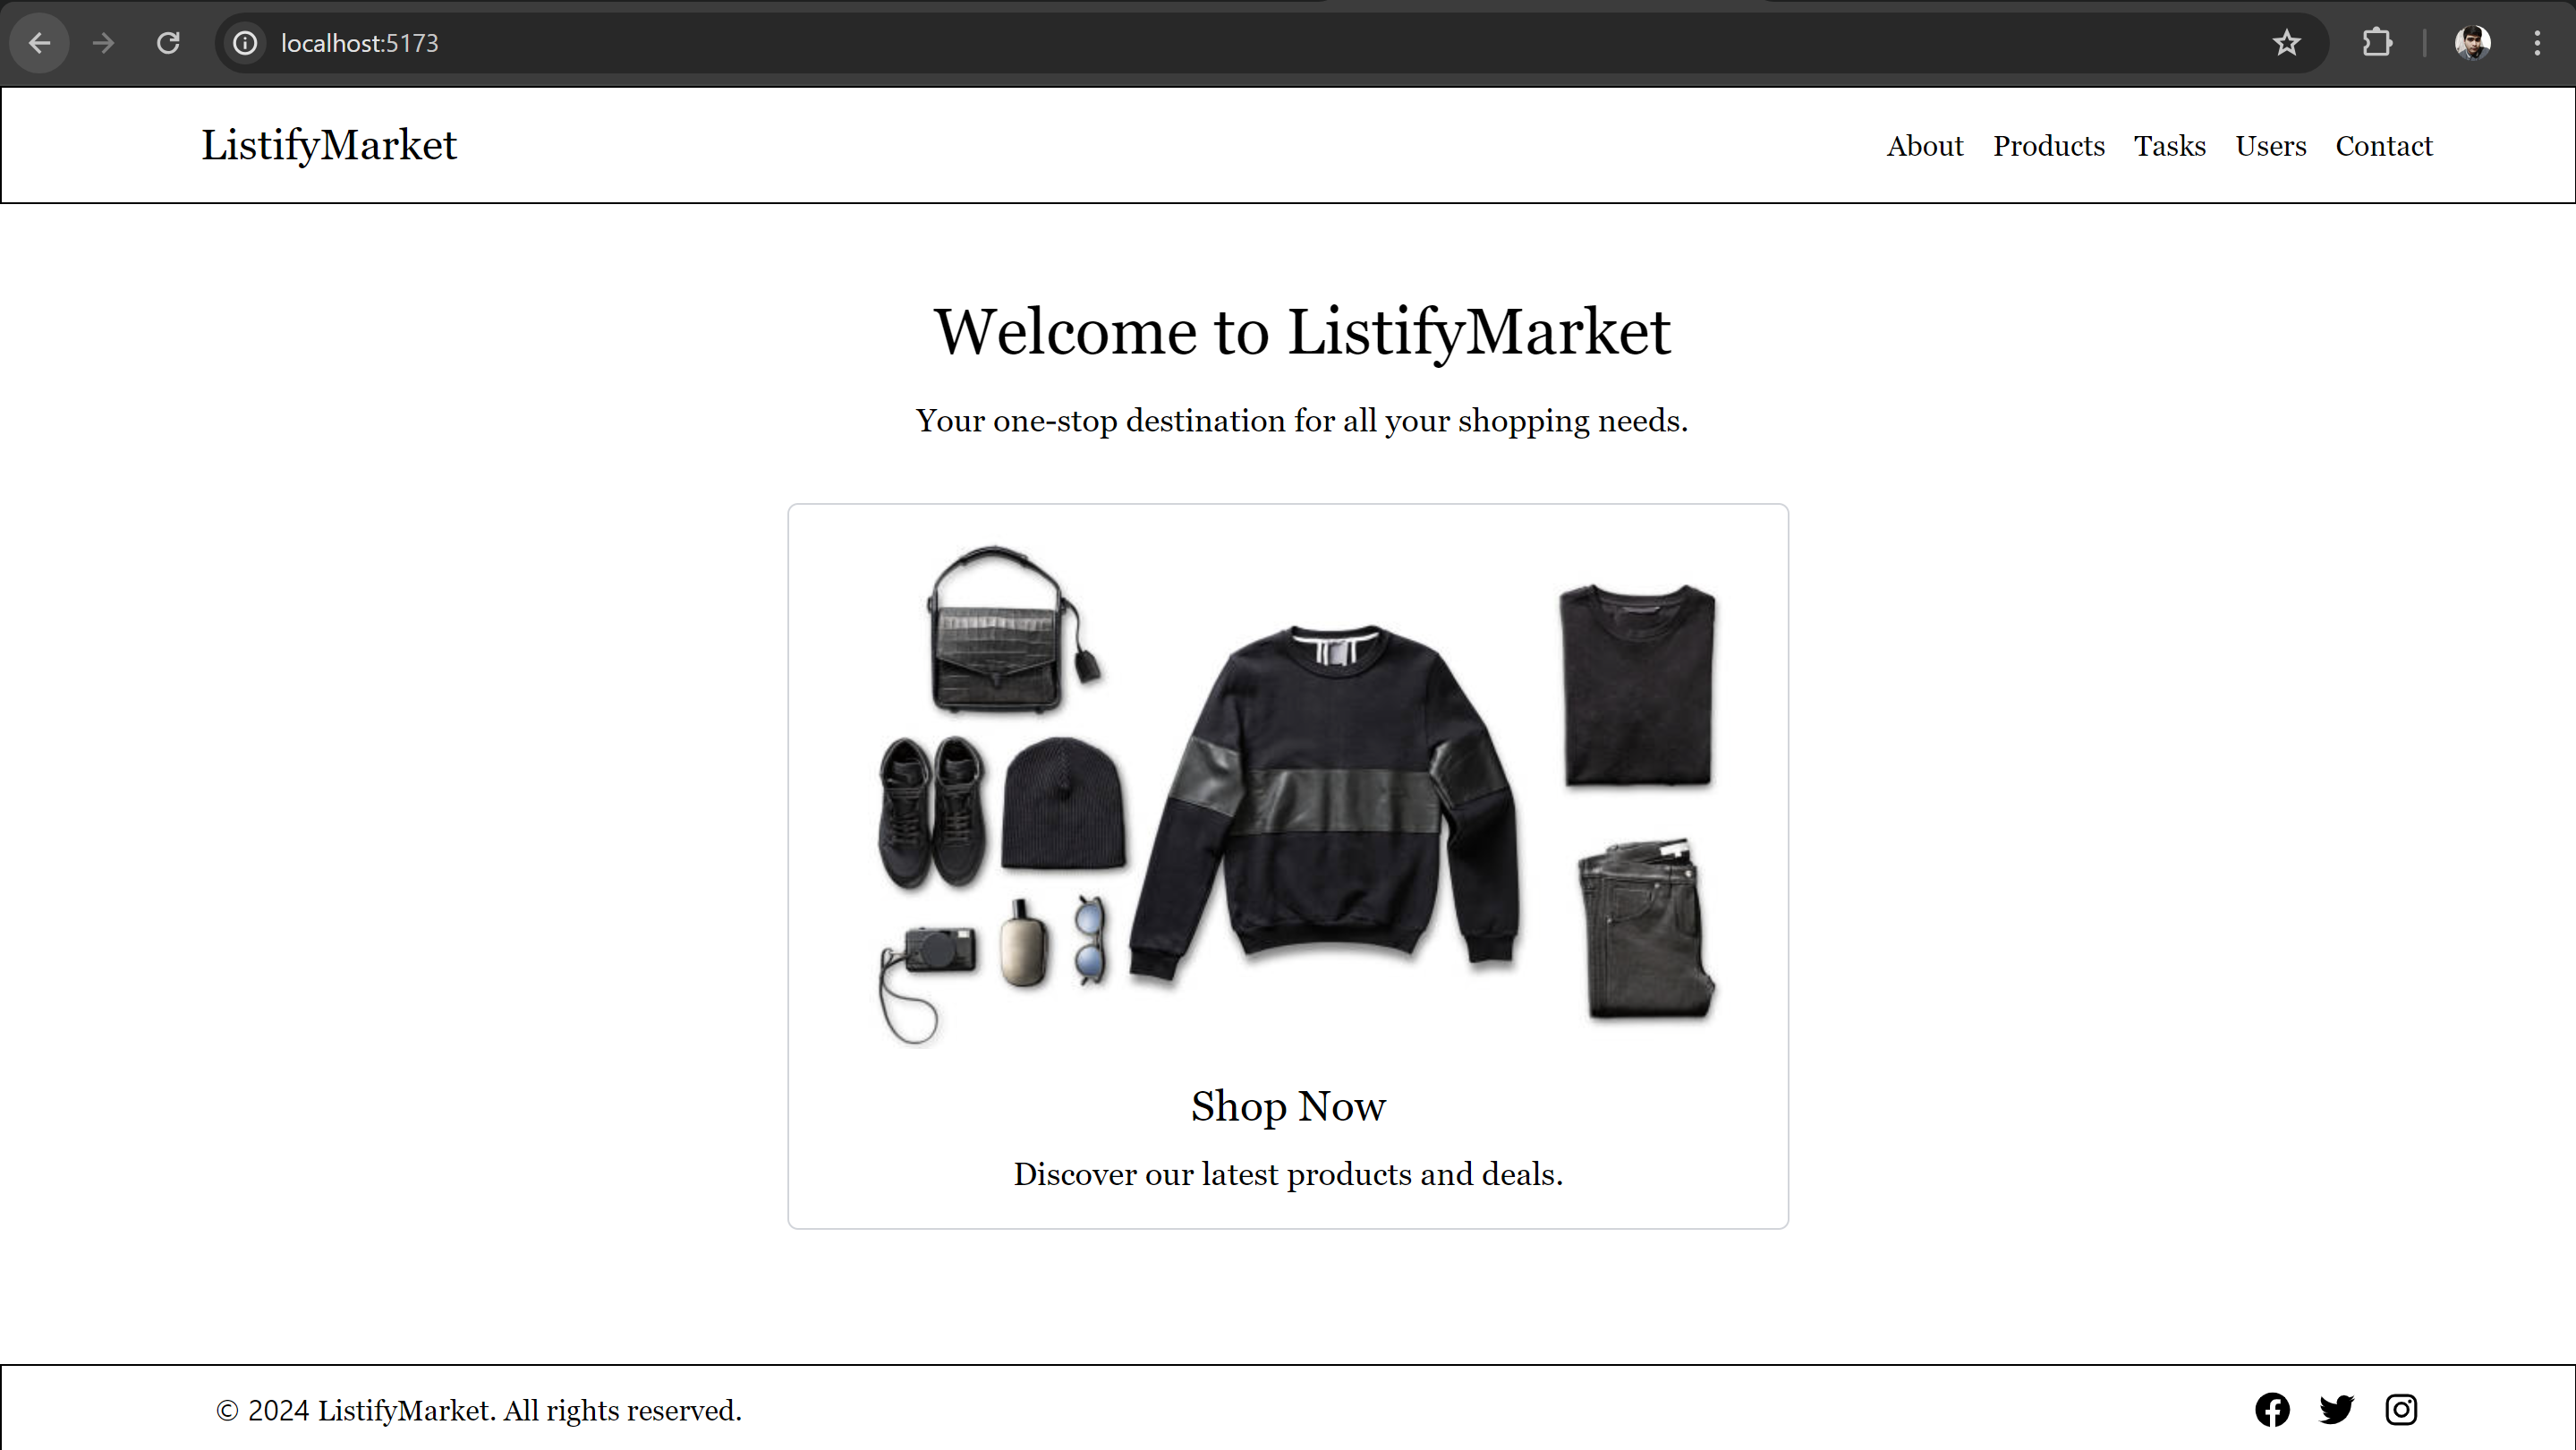 localhost:5173
ListifyMarket
About Products Tasks Users Contact
Welcome to ListifyMarket
Your one-stop destination for all your shopping needs.
Shop Now
Discover our latest products and deals.
© 2024 ListifyMarket. All rights reserved.